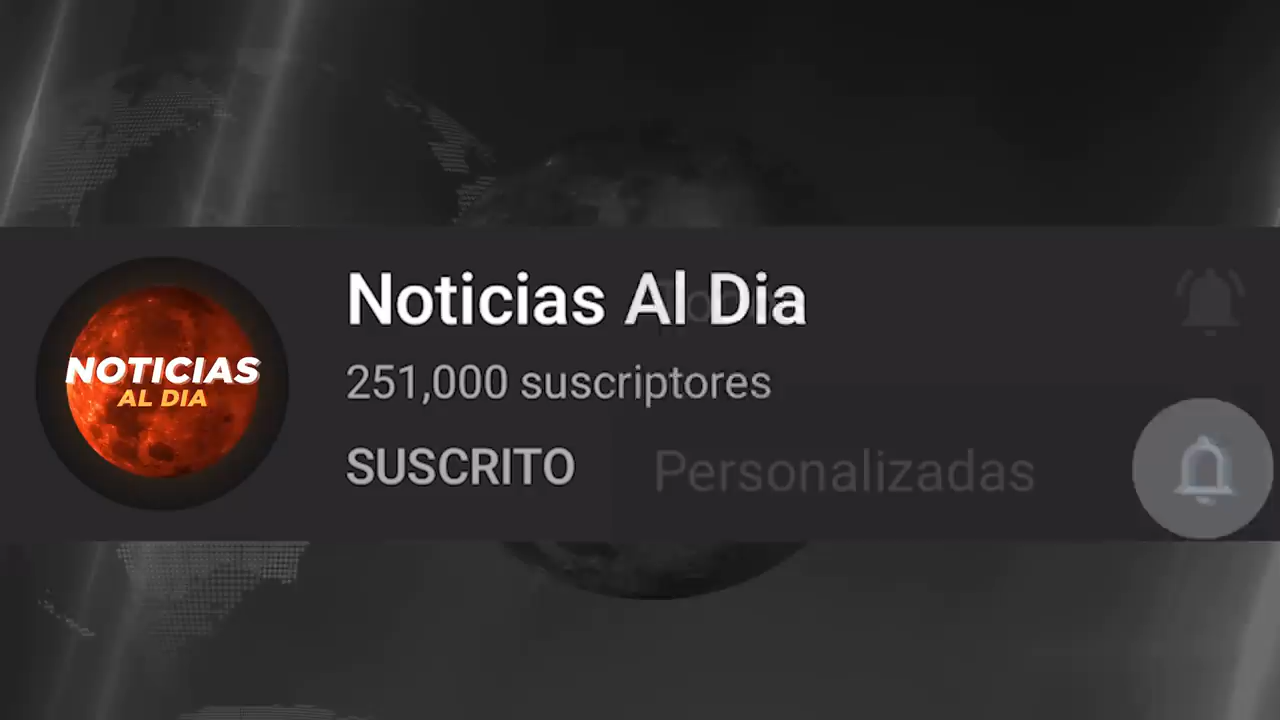 NOTICIAS
AL DIA
Noticias Al Dia
251,000 suscriptores
SUSCRITO
Personalizadas